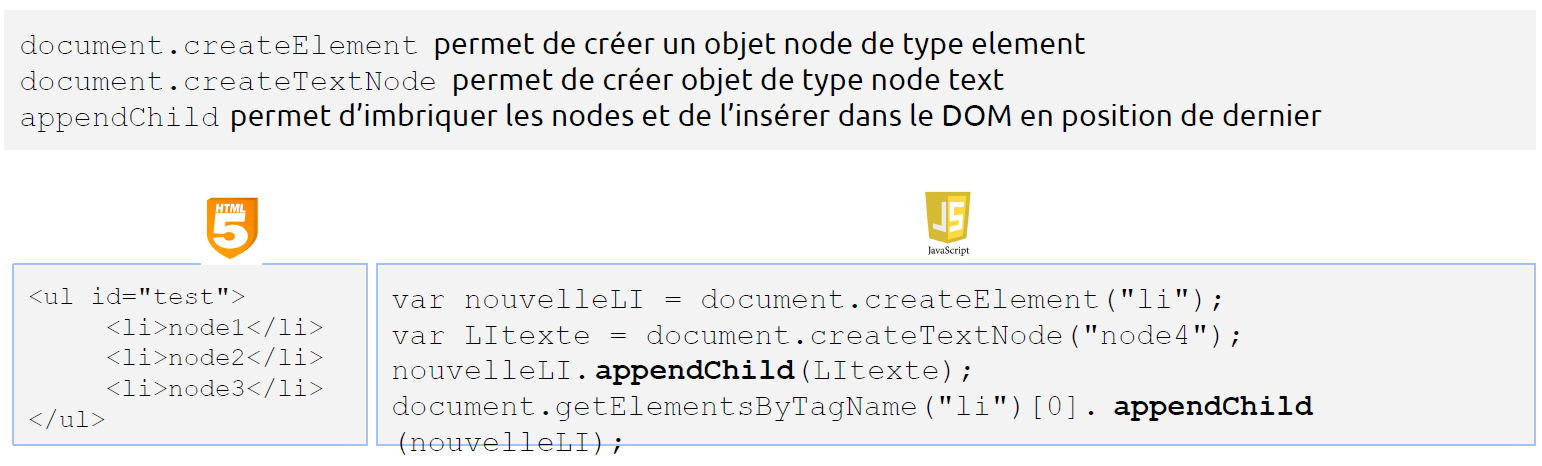 document.createElement permet de créer un objet node de type element
document.createTextNode permet de créer objet de type node text
appendChild permet d’imbriquer les nodes et de l’insérer dans le DOM en position de dernier
HTML
5
JS
JavaScript
<ul id="test">
<li>node1</li>
<li>node2</li>
<li>node3</li>
</ul>
var nouvelleLI = document.createElement("li");
var LItexte = document.createTextNode("node4");
nouvelleLI.appendChild(LItexte);
document.getElementsByTagName("li")[0]. appendChild
(nouvelleLI);